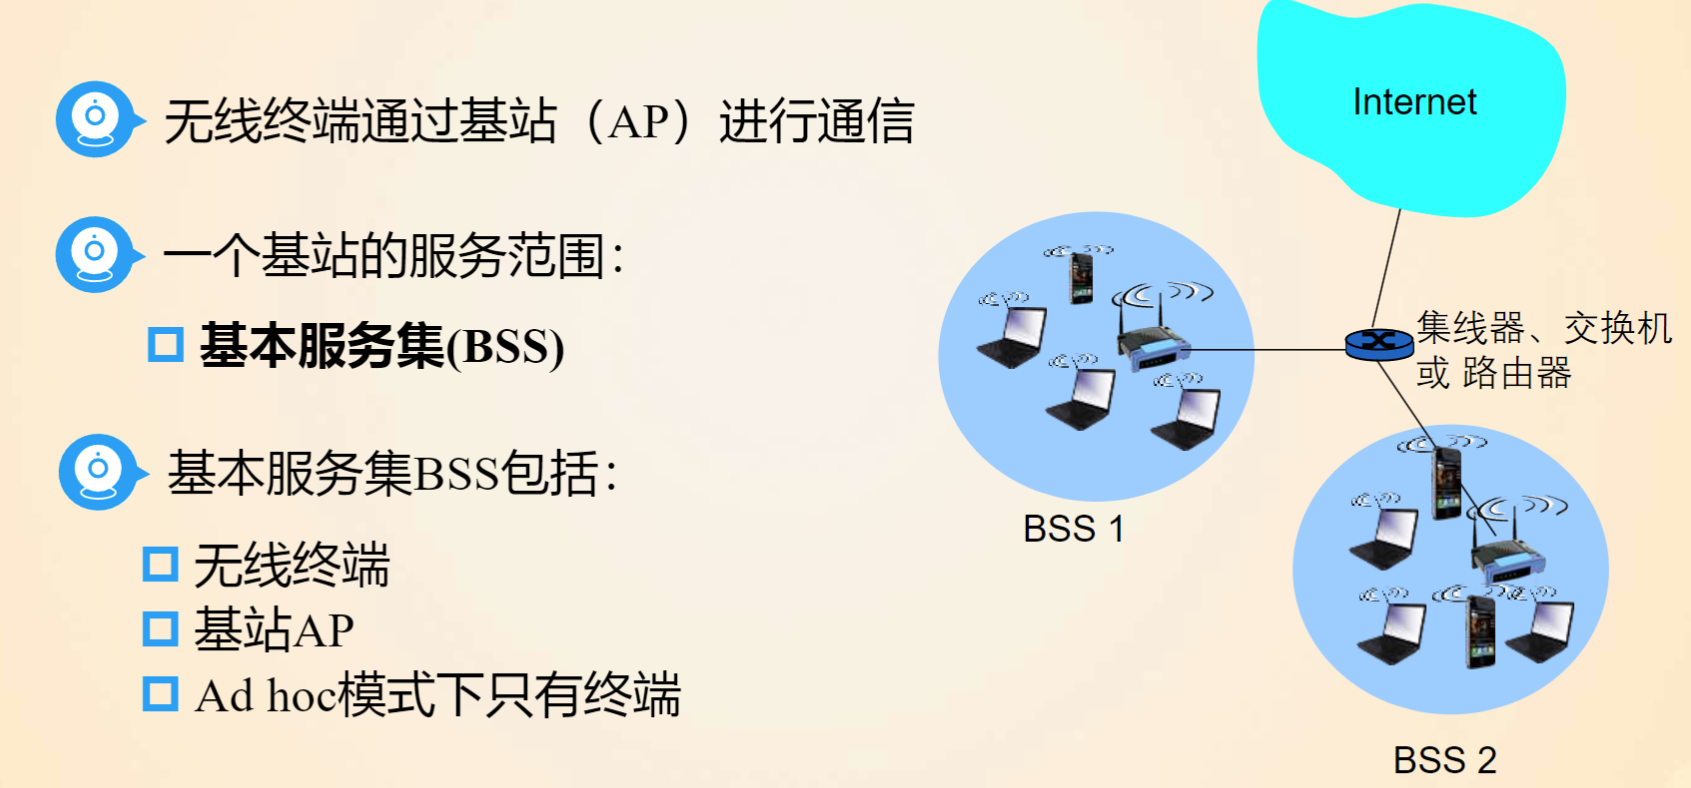 无线终端通过基站（AP）进行通信
一个基站的服务范围：
基本服务集(BSS)
基本服务集BSS包括：
无线终端
基站AP
Ad hoc模式下只有终端
Internet
集线器、交换机
或 路由器
BSS 1
BSS 2